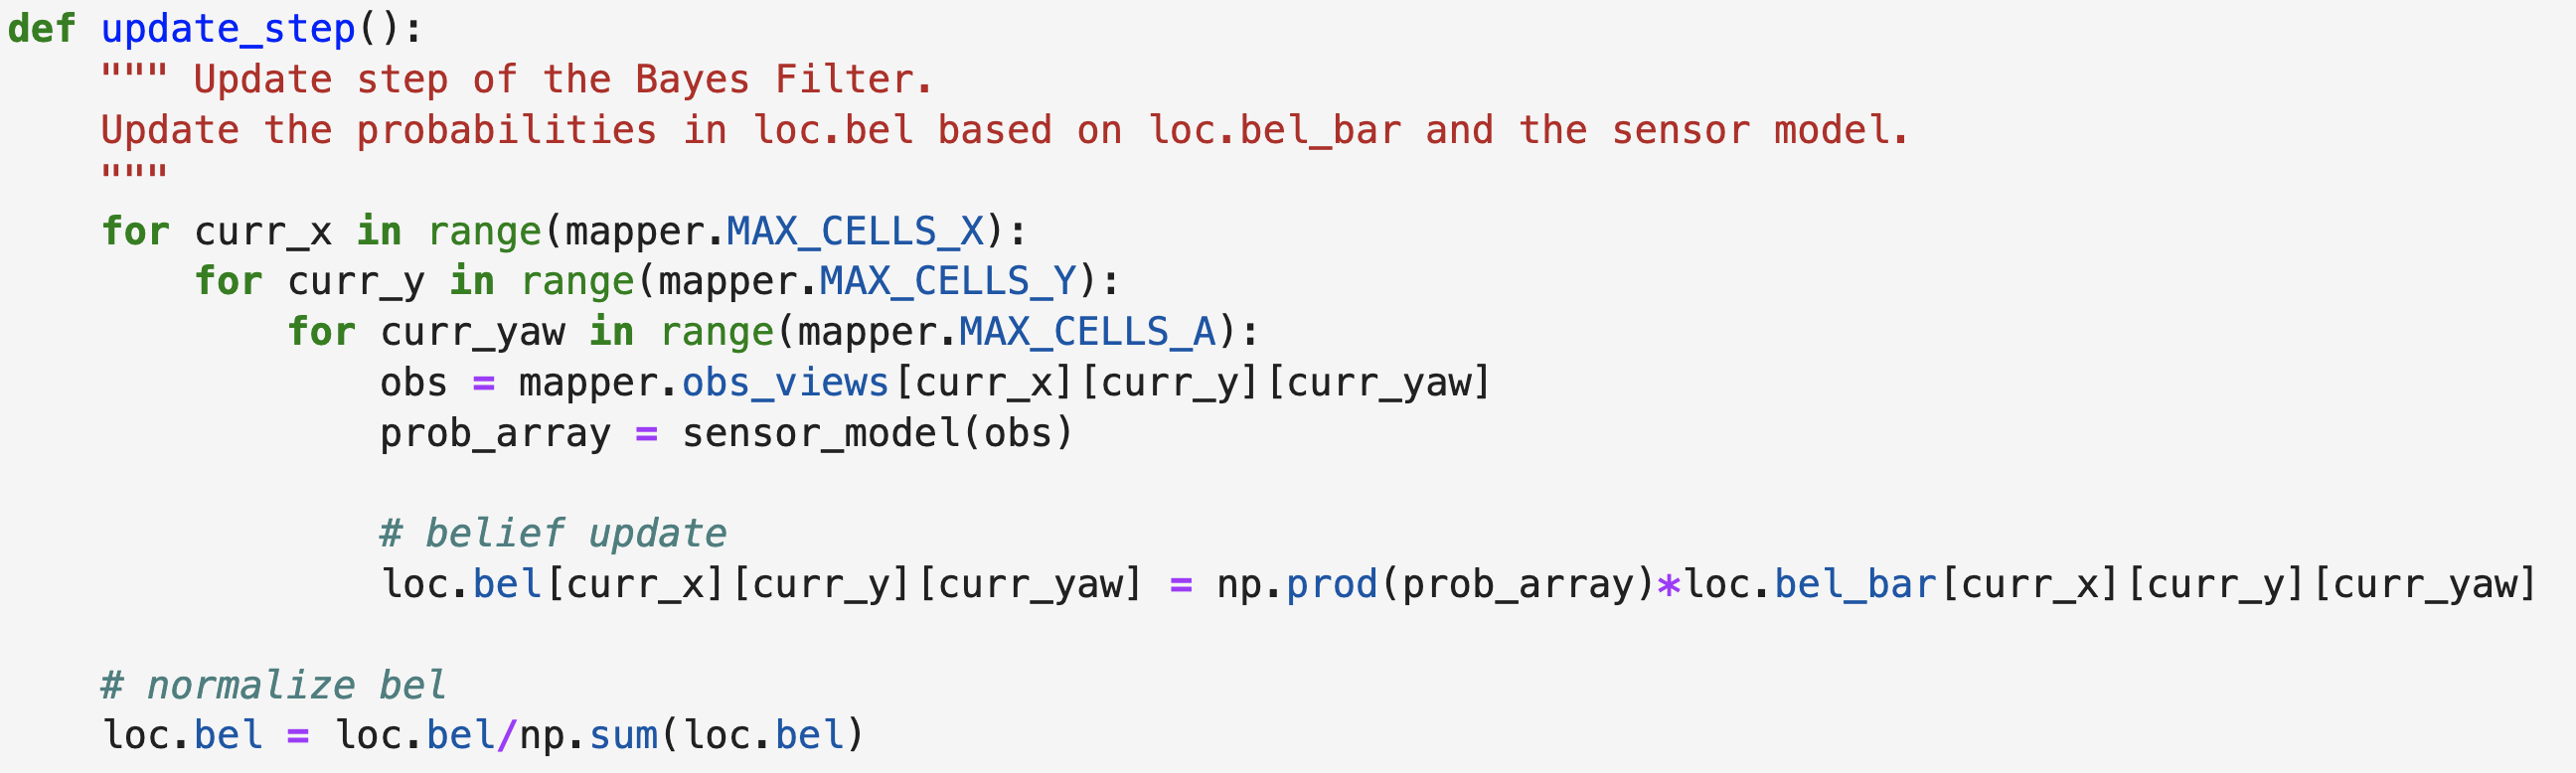 def update_step():
    """ Update step of the Bayes Filter.
    Update the probabilities in loc.bel based on loc.bel_bar and the sensor model.
    """
    for curr_x in range(mapper.MAX_CELLS_X):
        for curr_y in range(mapper.MAX_CELLS_Y):
            for curr_yaw in range(mapper.MAX_CELLS_A):
                obs = mapper.obs_views[curr_x][curr_y][curr_yaw]
                prob_array = sensor_model(obs)

                # belief update
                loc.bel[curr_x][curr_y][curr_yaw] = np.prod(prob_array)*loc.bel_bar[curr_x][curr_y][curr_yaw]

    # normalize bel
    loc.bel = loc.bel/np.sum(loc.bel)